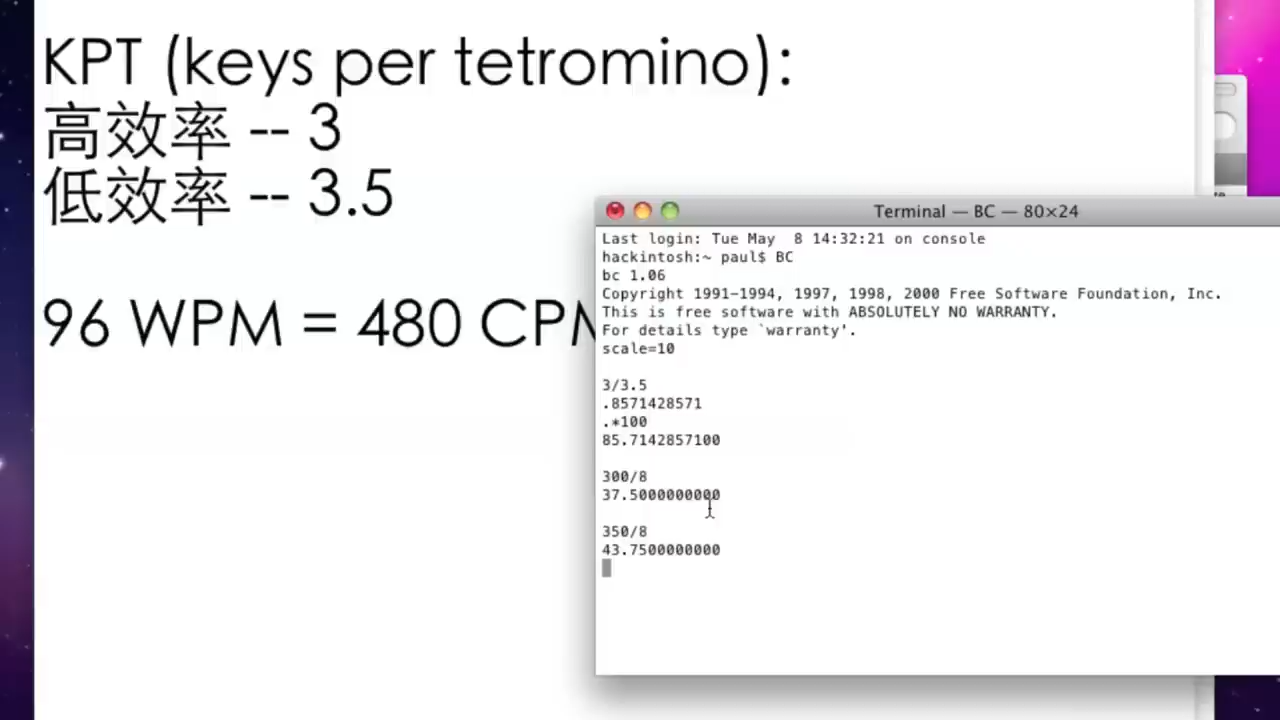 KPT (keys per tetromino):
高效率 -- 3
低效率 -- 3.5
96 WPM = 480 CPM
Terminal — BC — 80×24
Last login: Tue May  8 14:32:21 on console
hackintosh:~ paul$ BC
bc 1.06
Copyright 1991-1994, 1997, 1998, 2000 Free Software Foundation, Inc.
This is free software with ABSOLUTELY NO WARRANTY.
For details type `warranty'.
scale=10
3/3.5
.8571428571
.*100
85.7142857100
300/8
37.5000000000
350/8
43.7500000000